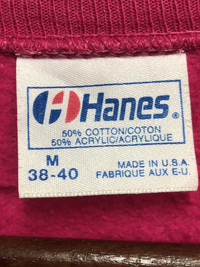 Hanes®
50% COTTON/COTON
50% ACRYLIC/ACRYLIQUE
M
38-40
MADE IN U.S.A.
FABRIQUE AUX E-U.